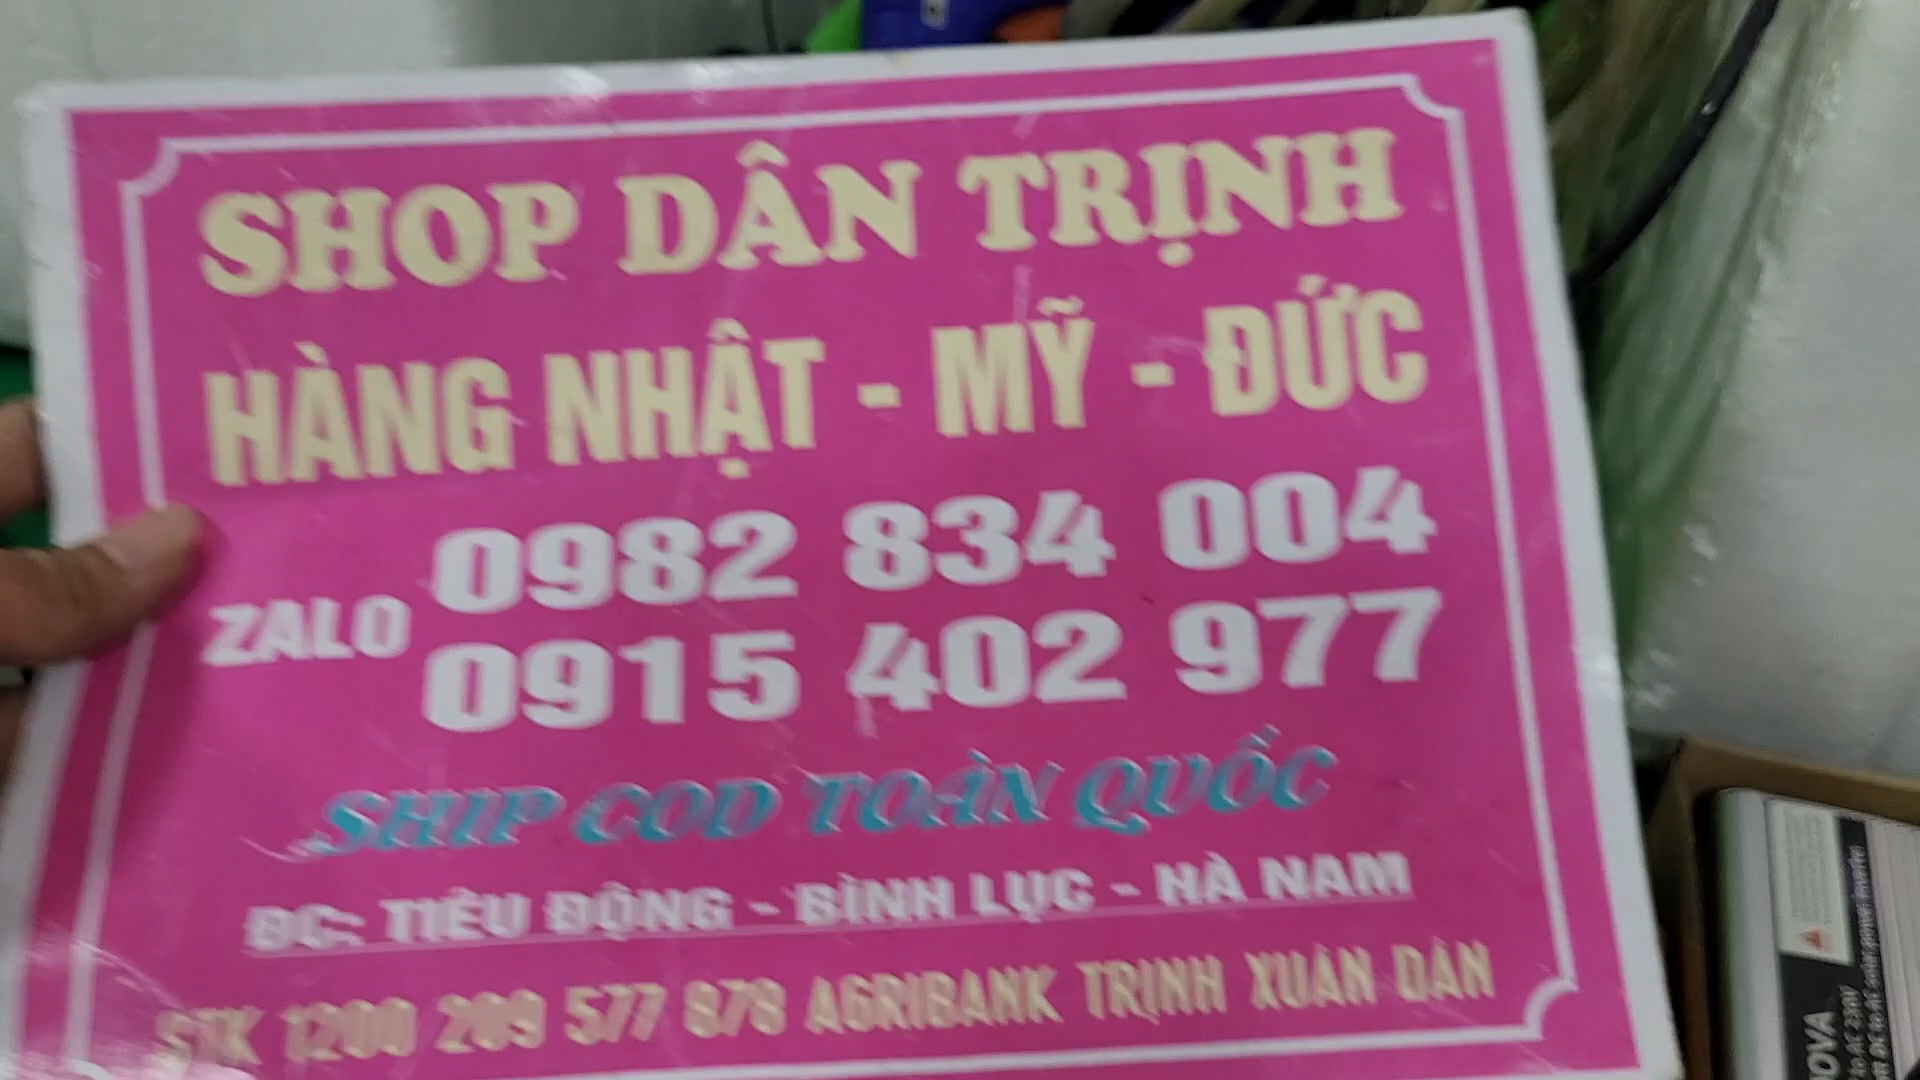 SHOP DÂN TRỊNH
HÀNG NHẬT - MỸ - ĐỨC
ZALO
0982 834 004
0915 402 977
SHIP COD TOÀN QUỐC
ĐC: TIÊU ĐỘNG - BÌNH LỤC - HÀ NAM
STK 1200 209 577 878 AGRIBANK TRỊNH XUÂN DÂN